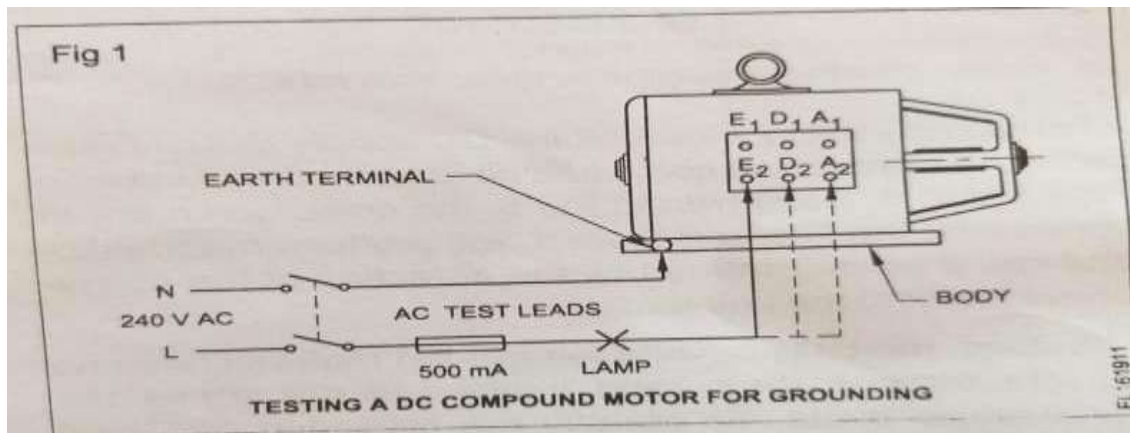 Fig 1
E1 D1 A1
E2 D2 A2
EARTH TERMINAL
N
240 V AC
L
AC TEST LEADS
BODY
500 mA
LAMP
TESTING A DC COMPOUND MOTOR FOR GROUNDING